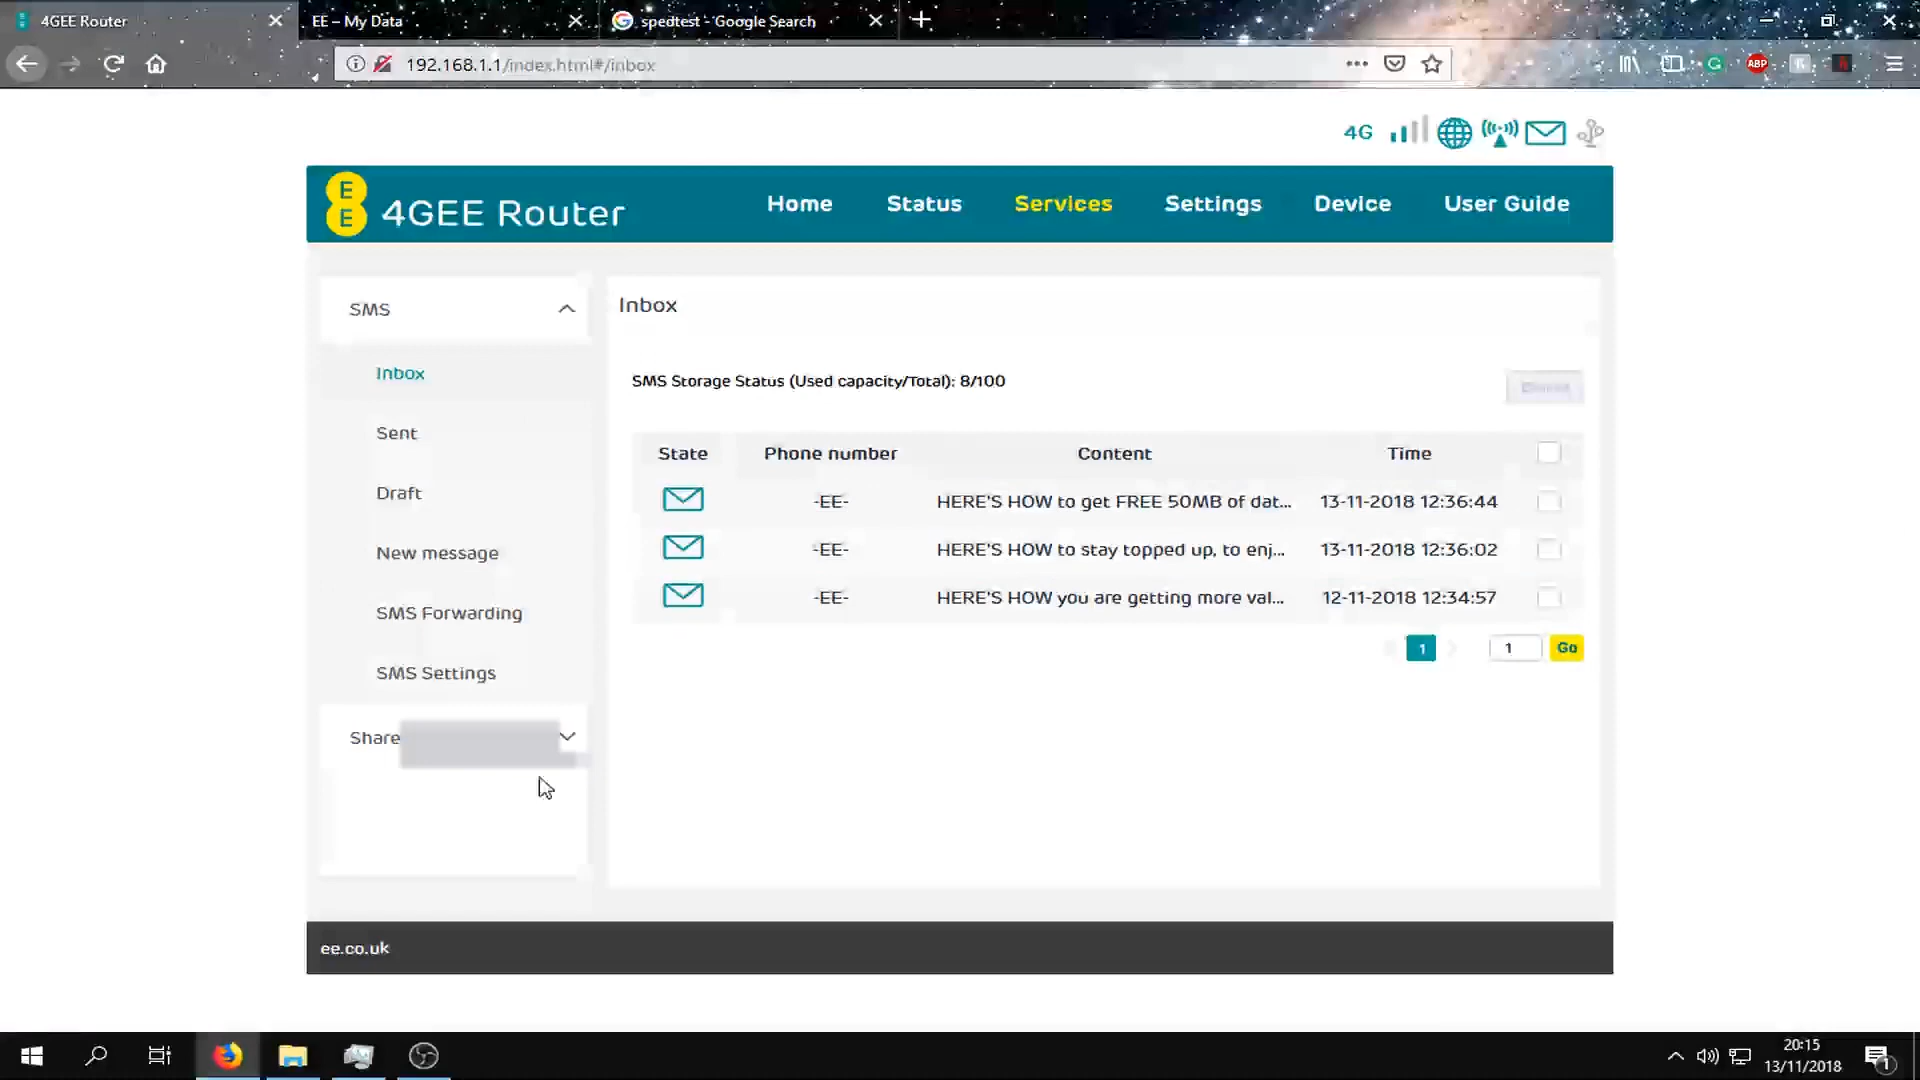 4GEE Router
EE – My Data
spedtest - Google Search
192.168.1.1/index.html#/inbox
ABP
4G
E
E
4GEE Router
Home
Status
Services
Settings
Device
User Guide
SMS
Inbox
Sent
Draft
New message
SMS Forwarding
SMS Settings
Share
Inbox
SMS Storage Status (Used capacity/Total): 8/100
State
Phone number
Content
Time
-EE-
HERE'S HOW to get FREE 50MB of dat...
13-11-2018 12:36:44
-EE-
HERE'S HOW to stay topped up, to enj...
13-11-2018 12:36:02
-EE-
HERE'S HOW you are getting more val...
12-11-2018 12:34:57
1
1
Go
ee.co.uk
20:15
13/11/2018
1